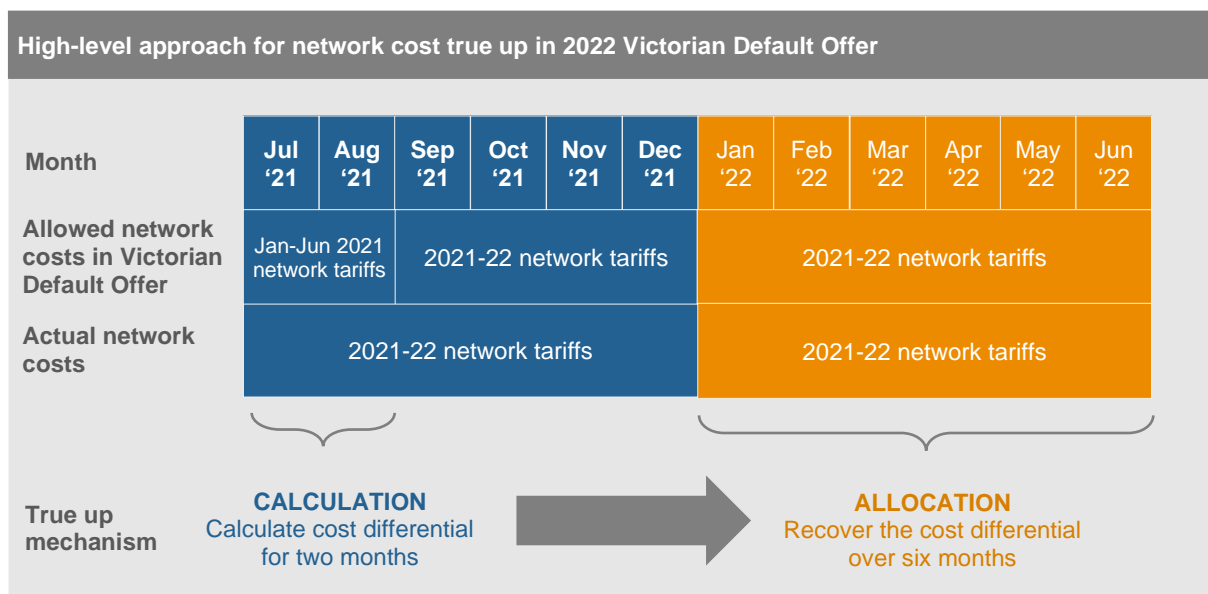 High-level approach for network cost true up in 2022 Victorian Default Offer
Month
Jul ‘21
Aug ‘21
Sep ‘21
Oct ‘21
Nov ‘21
Dec ‘21
Jan ‘22
Feb ‘22
Mar ‘22
Apr ‘22
May ‘22
Jun ‘22
Allowed network
costs in Victorian
Default Offer
Jan-Jun 2021
network tariffs
2021-22 network tariffs
2021-22 network tariffs
Actual network
costs
2021-22 network tariffs
2021-22 network tariffs
True up
mechanism
CALCULATION
Calculate cost differential
for two months
ALLOCATION
Recover the cost differential
over six months